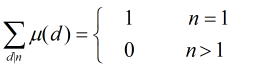 ∑_{d|n} μ(d) = { 1 n = 1
0 n > 1